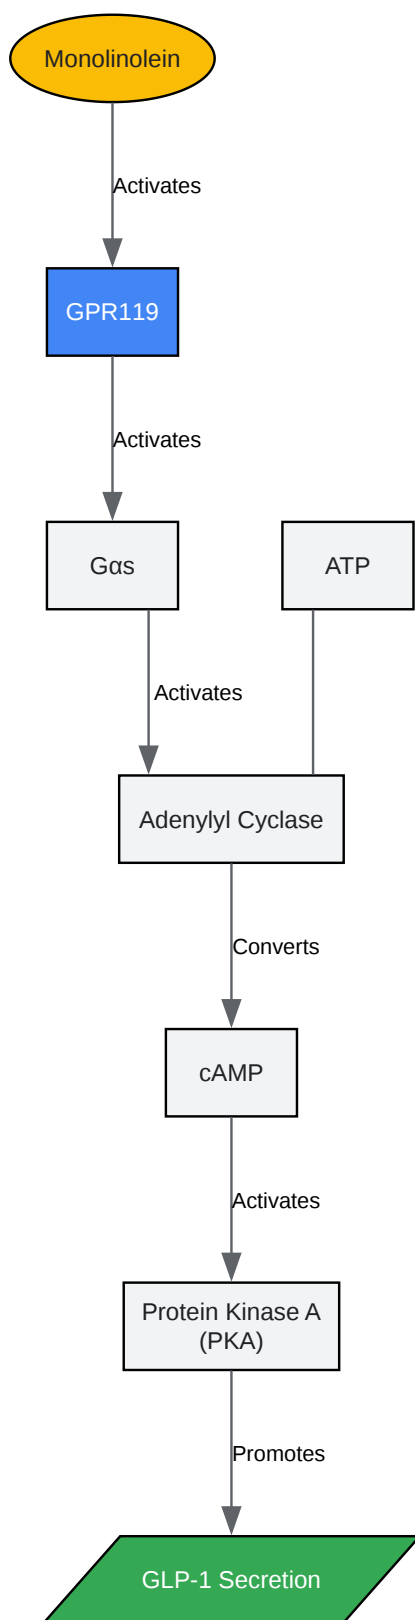 Monolinolein
Activates
GPR119
Activates
Gαs
ATP
Activates
Adenylyl Cyclase
Converts
cAMP
Activates
Protein Kinase A
(PKA)
Promotes
GLP-1 Secretion